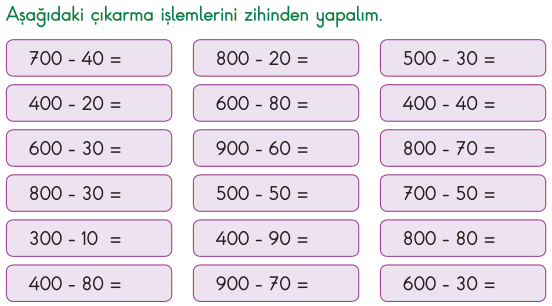 Aşağıdaki çıkarma işlemlerini zihinden yapalım.
700 - 40 =
800 - 20 =
500 - 30 =
400 - 20 =
600 - 80 =
400 - 40 =
600 - 30 =
900 - 60 =
800 - 70 =
800 - 30 =
500 - 50 =
700 - 50 =
300 - 10 =
400 - 90 =
800 - 80 =
400 - 80 =
900 - 70 =
600 - 30 =